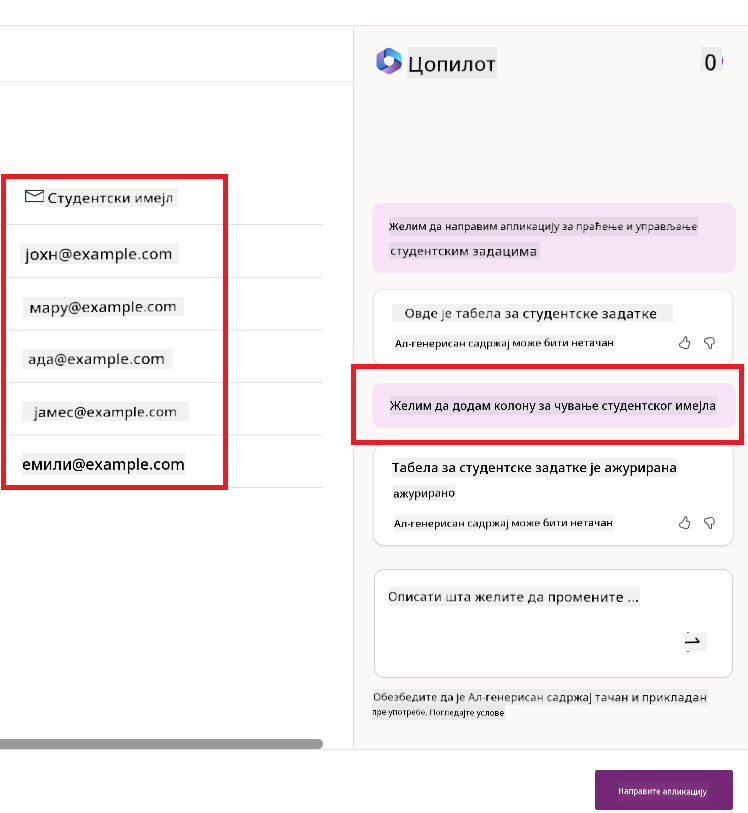 Цопилот
0
Студентски имејл
јохн@example.com
мару@example.com
ада@example.com
јамес@example.com
емили@example.com
Желим да направим апликацију за праћење и управљање
студентским задацима
Овде је табела за студентске задатке
Ал-генерисан садржај може бити нетачан
Желим да додам колону за чување студентског имејла
Табела за студентске задатке је ажурирана
ажурирано
Ал-генерисан садржај може бити нетачан
Описати шта желите да промените ...
Обезбедите да је Ал-генерисан садржај тачан и прикладан
пре употребе. Погледајте услове
Направите апликацију